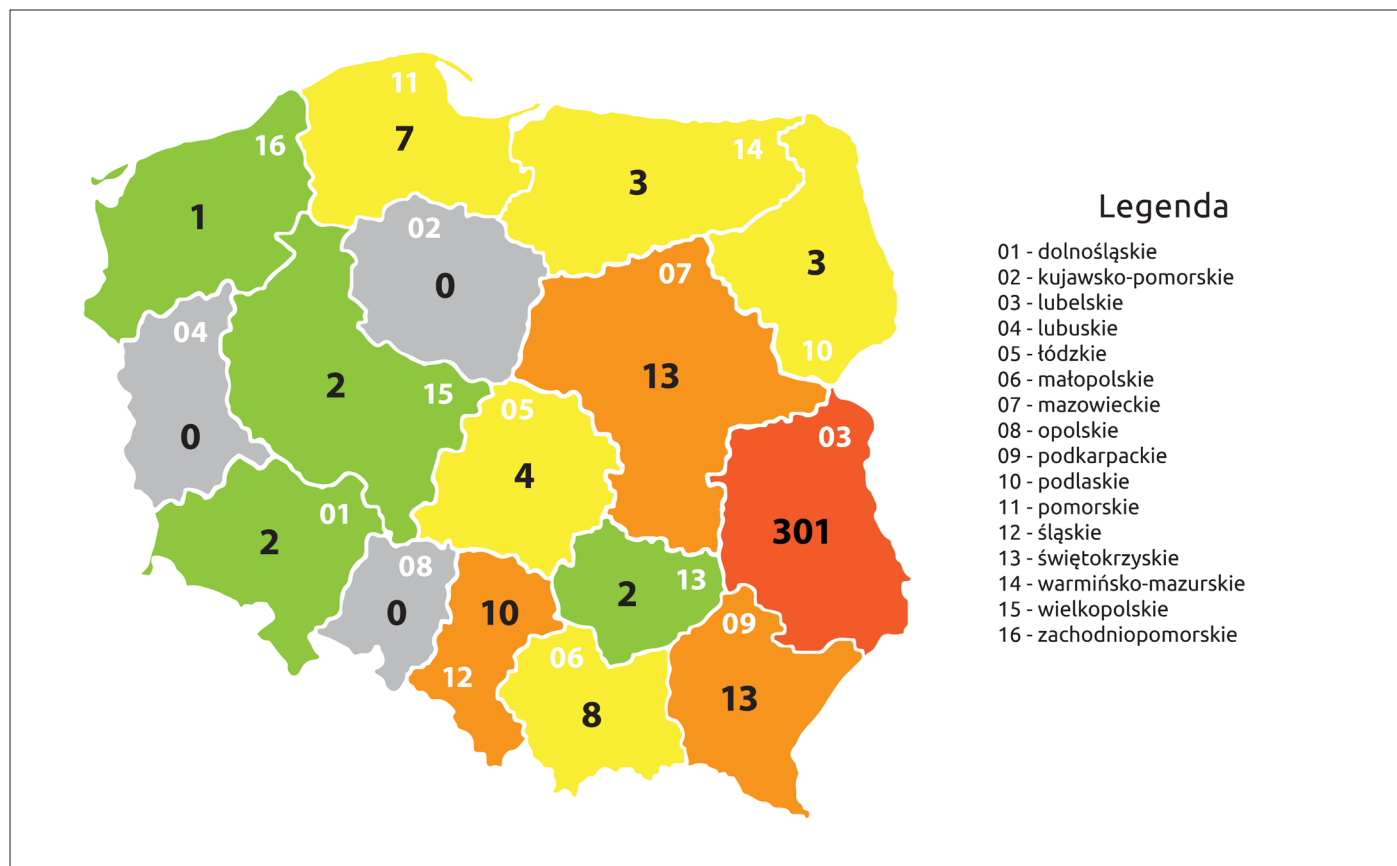 11
7
16
14
3
1
02
0
07
3
04
10
13
2
15
05
03
0
4
01
2
301
08
13
2
0
10
09
06
12
13
8
Legenda
01 - dolnośląskie
02 - kujawsko-pomorskie
03 - lubelskie
04 - lubuskie
05 - łódzkie
06 - małopolskie
07 - mazowieckie
08 - opolskie
09 - podkarpackie
10 - podlaskie
11 - pomorskie
12 - śląskie
13 - świętokrzyskie
14 - warmińsko-mazurskie
15 - wielkopolskie
16 - zachodniopomorskie